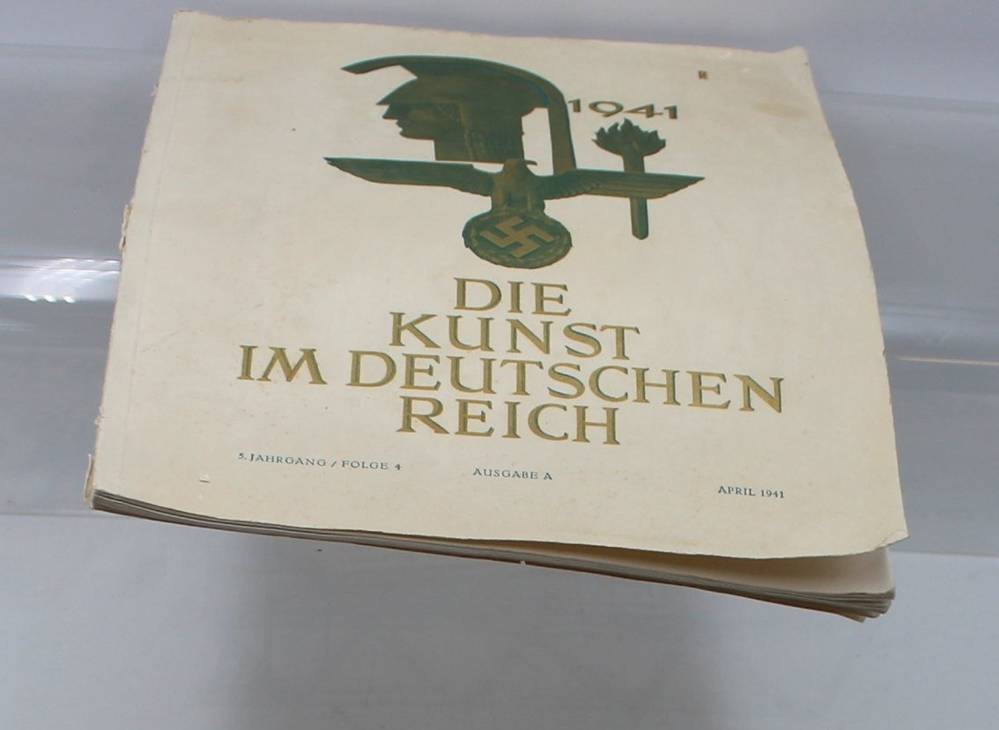 1941
DIE
KUNST
IM DEUTSCHEN
REICH
5. JAHRGANG / FOLGE 4 AUSGABE A APRIL 1941